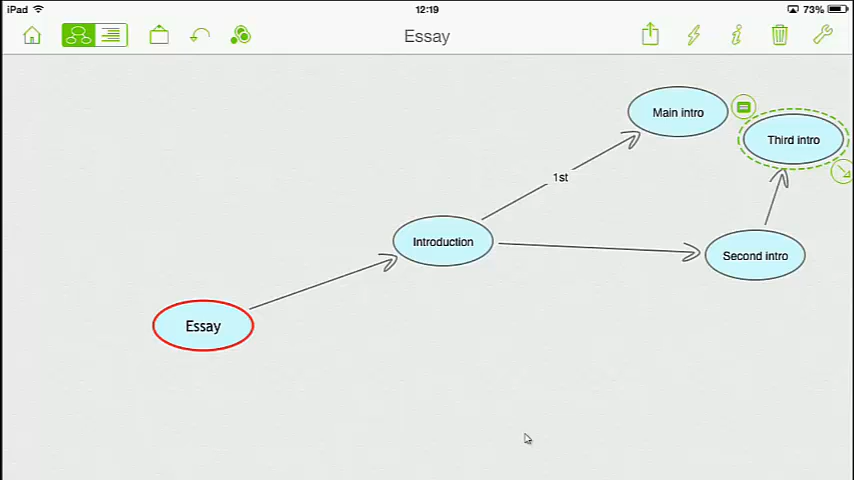 iPad 12:19 73%
Essay
Main intro
Third intro
1st
Introduction
Second intro
Essay